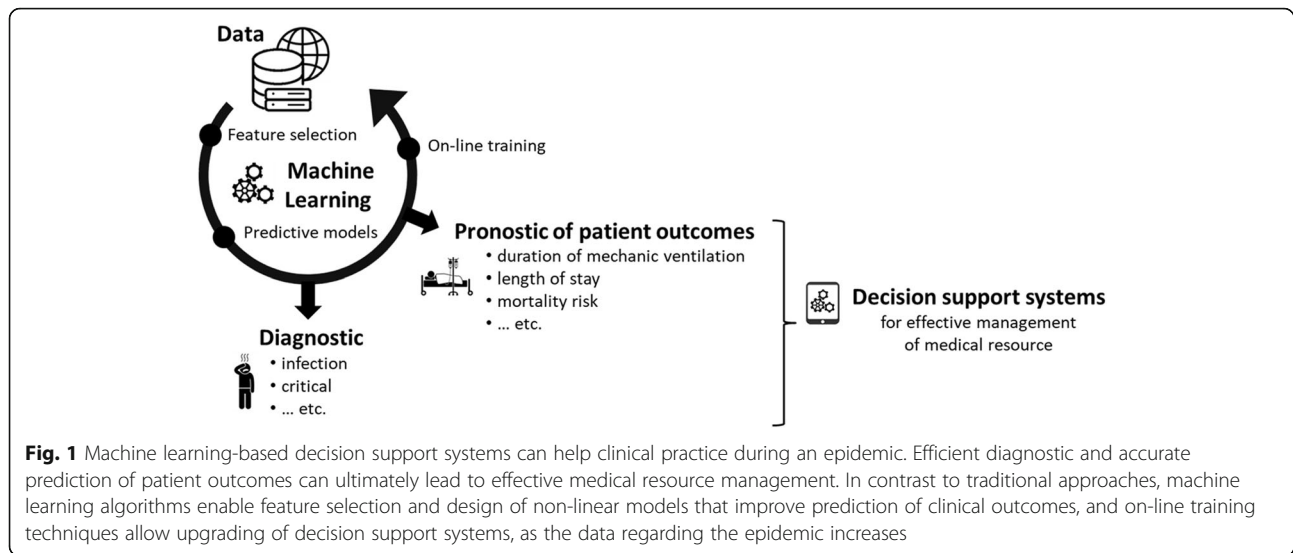 Data
Feature selection
On-line training
Machine
Learning
Predictive models
Pronostic of patient outcomes
• duration of mechanic ventilation
• length of stay
• mortality risk
• ... etc.
Decision support systems
for effective management
of medical resource
Diagnostic
• infection
• critical
• ... etc.
Fig. 1 Machine learning-based decision support systems can help clinical practice during an epidemic. Efficient diagnostic and accurate
prediction of patient outcomes can ultimately lead to effective medical resource management. In contrast to traditional approaches, machine
learning algorithms enable feature selection and design of non-linear models that improve prediction of clinical outcomes, and on-line training
techniques allow upgrading of decision support systems, as the data regarding the epidemic increases